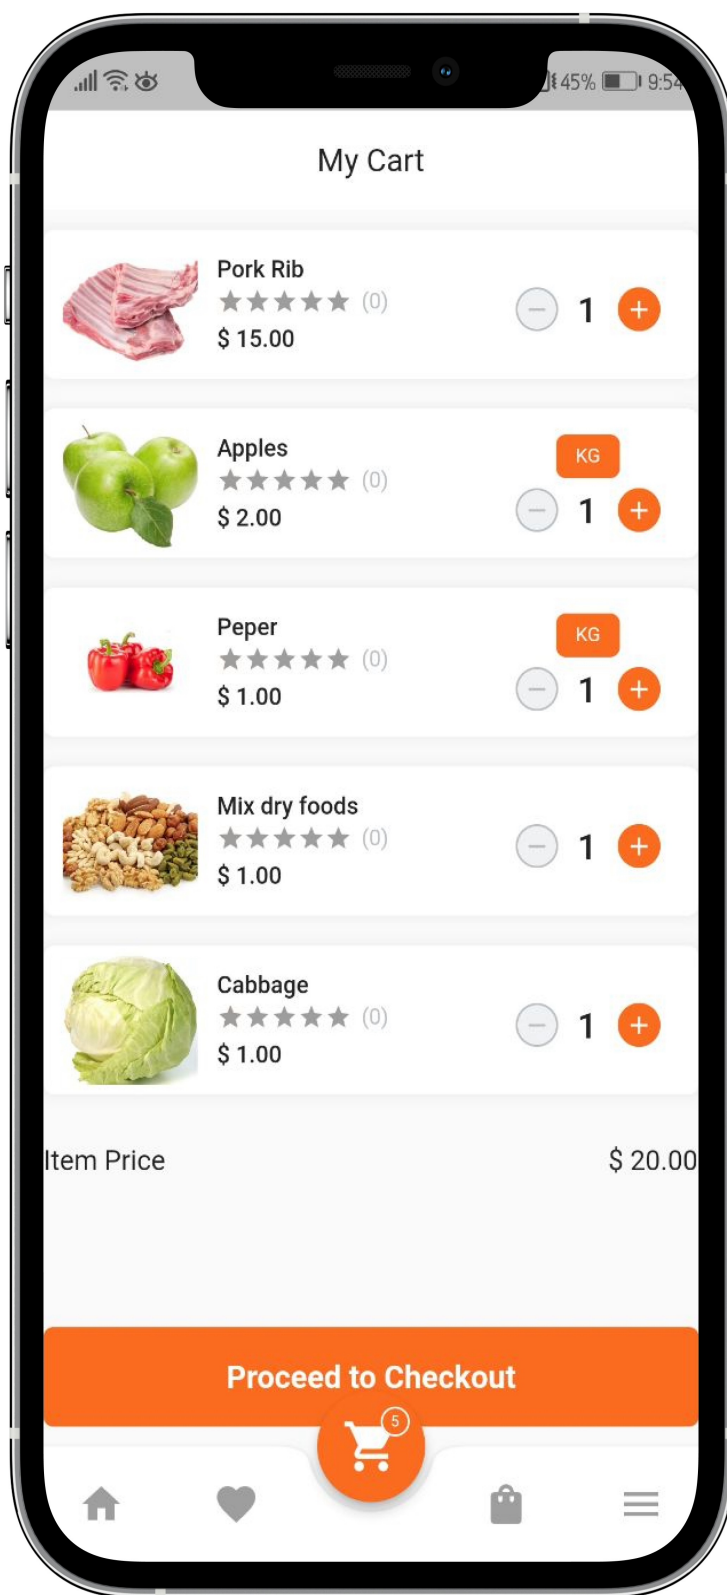 45% 9:54
My Cart
Pork Rib
(0)
$ 15.00
1
Apples
(0)
$ 2.00
KG
1
Peper
(0)
$ 1.00
KG
1
Mix dry foods
(0)
$ 1.00
1
Cabbage
(0)
$ 1.00
1
Item Price $ 20.00
Proceed to Checkout
5